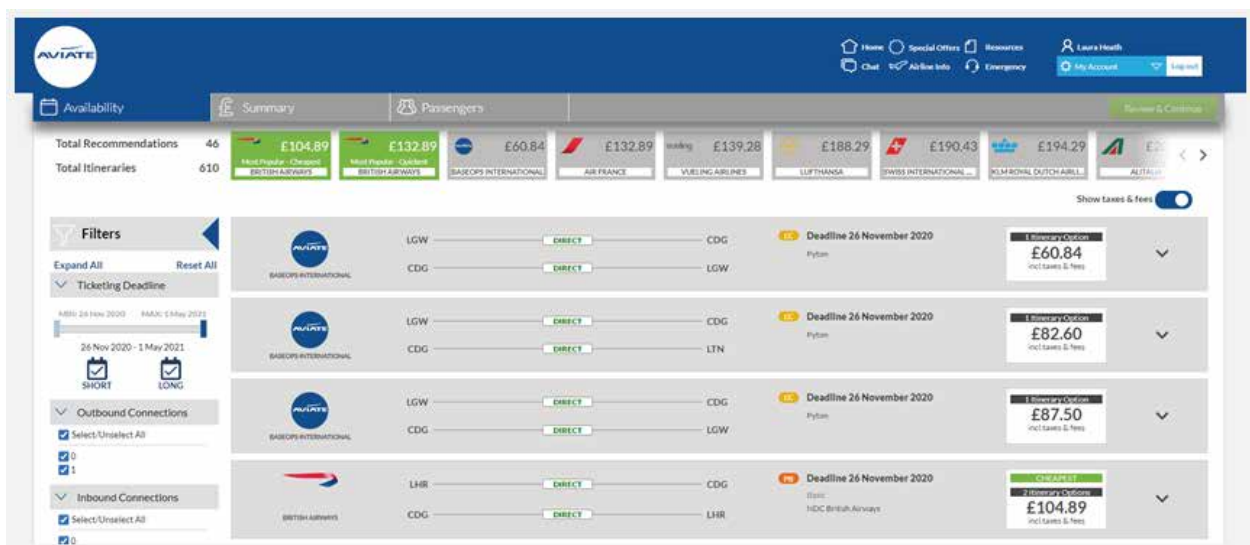 AVIATE
Home Special Offers Resources Laura Heath
Chat Airline Info Emergency My Account Log out
Availability Summary Passengers Review & Continue
Total Recommendations 46
Total Itineraries 610
£104.89 £132.89 £60.84 £132.89 £139.28 £188.29 £190.43 £194.29
Most Popular - Cheapest Most Popular - Quickest
BRITISH AIRWAYS BRITISH AIRWAYS BASEOPS INTERNATIONAL AIR FRANCE VUELING AIRLINES LUFTHANSA SWISS INTERNATIONAL ... KLM ROYAL DUTCH AIRLI...
Show taxes & fees
Filters
Expand All Reset All
Ticketing Deadline
MIN: 26 Nov 2020 MAX: 1 May 2021
26 Nov 2020 - 1 May 2021
SHORT LONG
Outbound Connections
Select/Unselect All
0
1
Inbound Connections
Select/Unselect All
0
AVIATE
BASEOPS INTERNATIONAL
LGW DIRECT CDG
CDG DIRECT LGW
Deadline 26 November 2020
Pyton
1 Itinerary Option
£60.84
incl taxes & fees
AVIATE
BASEOPS INTERNATIONAL
LGW DIRECT CDG
CDG DIRECT LTN
Deadline 26 November 2020
Pyton
1 Itinerary Option
£82.60
incl taxes & fees
AVIATE
BASEOPS INTERNATIONAL
LGW DIRECT CDG
CDG DIRECT LGW
Deadline 26 November 2020
Pyton
1 Itinerary Option
£87.50
incl taxes & fees
BRITISH AIRWAYS
LHR DIRECT CDG
CDG DIRECT LHR
Deadline 26 November 2020
Basic
NDC British Airways
CHEAPEST
2 Itinerary Options
£104.89
incl taxes & fees